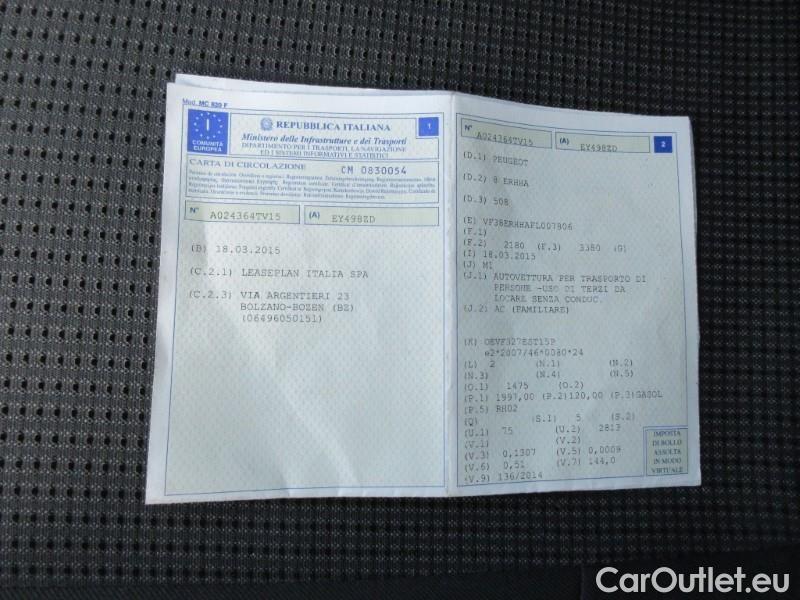 Mod. MC 820 F
I
COMUNITÀ
EUROPEA
REPUBBLICA ITALIANA
1
Ministero delle Infrastrutture e dei Trasporti
DIPARTIMENTO PER I TRASPORTI, LA NAVIGAZIONE
ED I SISTEMI INFORMATIVI E STATISTICI
CARTA DI CIRCOLAZIONE
CM 0830054
N° A024364TV15 (A) EY498ZD
(B) 18.03.2015
(C.2.1) LEASEPLAN ITALIA SPA
(C.2.3) VIA ARGENTIERI 23
BOLZANO-BOZEN (BZ)
(06496050151)
N° A024364TV15 (A) EY498ZD 2
(D.1) PEUGEOT
(D.2) 8 ERHHA
(D.3) 508
(E) VF38ERHHAFL007806
(F.1)
(F.2) 2180 (F.3) 3380 (G)
(I) 18.03.2015
(J) M1
(J.1) AUTOVETTURA PER TRASPORTO DI
PERSONE -USO DI TERZI DA
LOCARE SENZA CONDUC.
(J.2) AC (FAMILIARE)
(K) OEVF327EST15P
e2*2007/46*0080*24
(L) 2 (N.1) (N.2)
(N.3) (N.4) (N.5)
(O.1) 1475 (O.2)
(P.1) 1997,00 (P.2)120,00 (P.3)GASOL
(P.5) RH02
(Q) (S.1) 5 (S.2)
(U.1) 75 (U.2) 2813
(V.1) (V.2)
(V.3) 0,1307 (V.5) 0,0009
(V.6) 0,51 (V.7) 144,0
(V.9) 136/2014
IMPOSTA
DI BOLLO
ASSOLTA
IN MODO
VIRTUALE
CarOutlet.eu